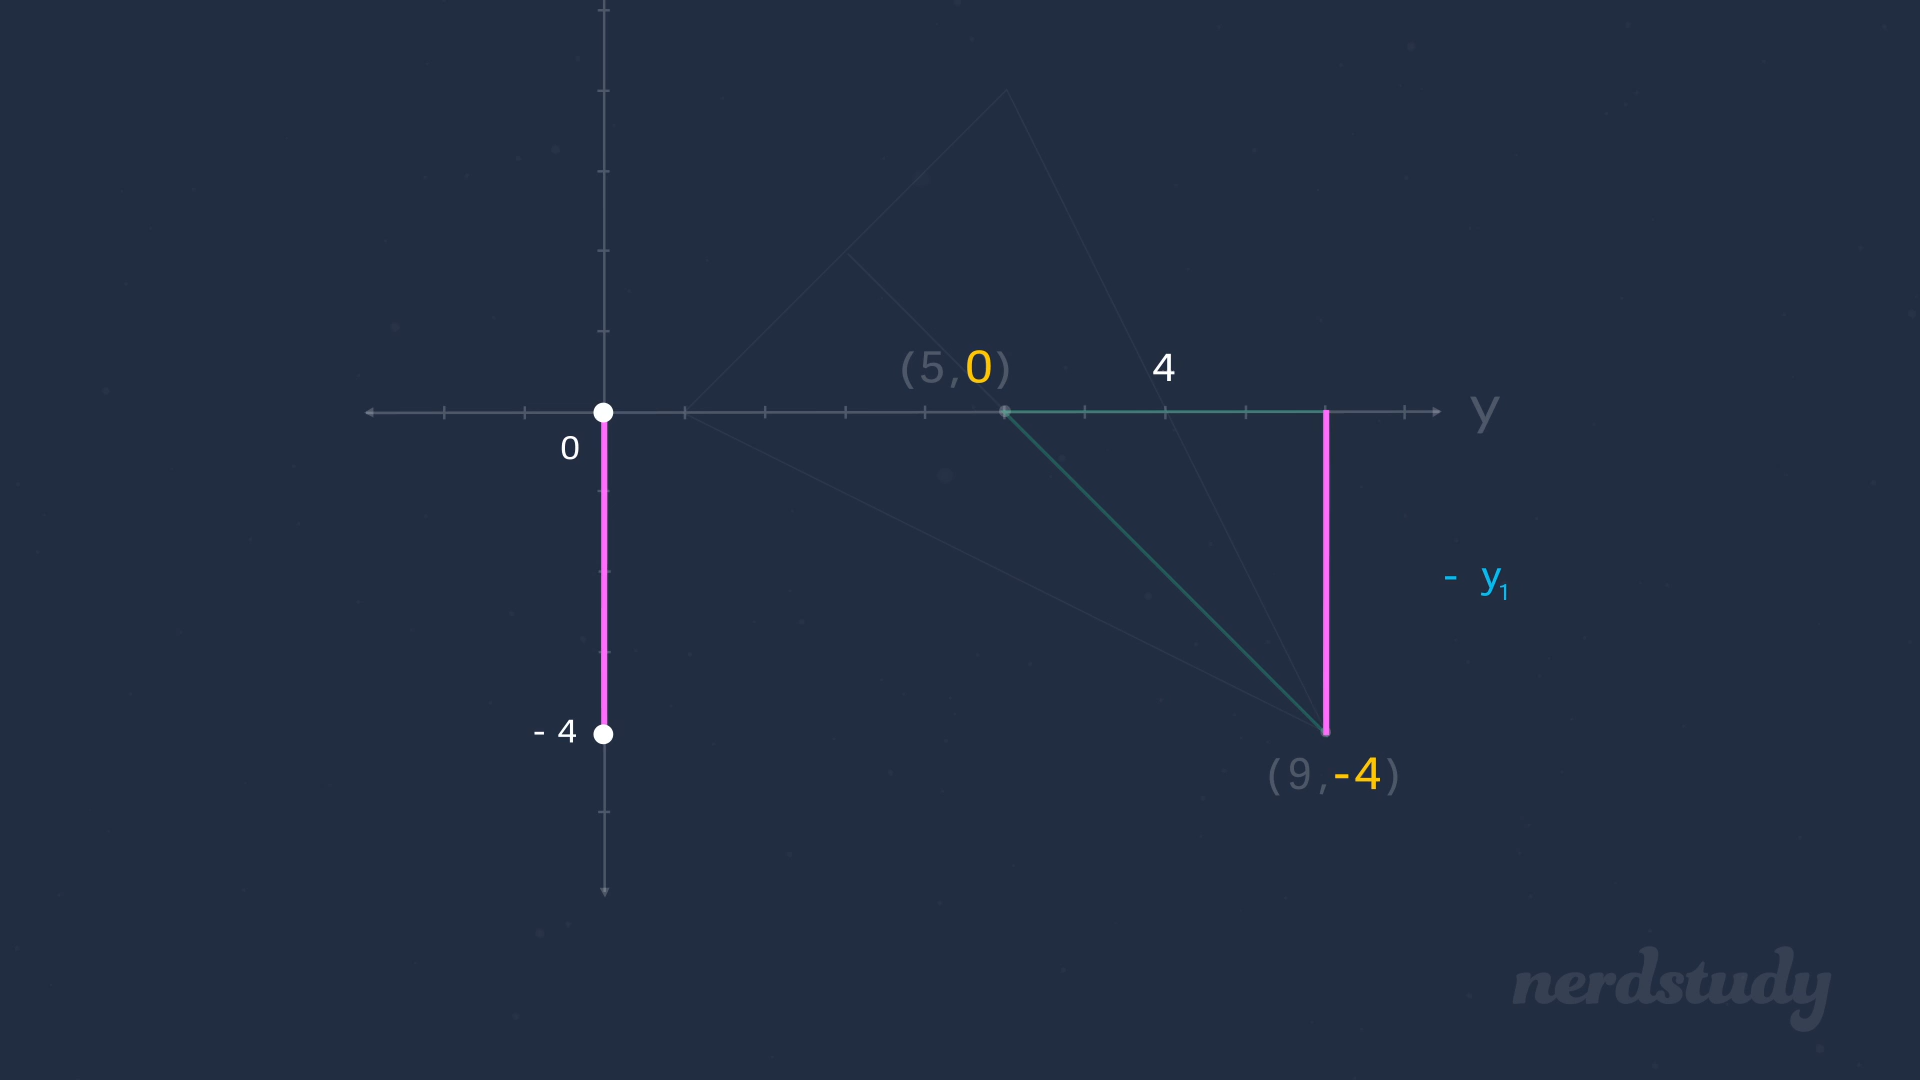 (5,0)
4
y
0
- y₁
- 4
(9,-4)
nerdstudy